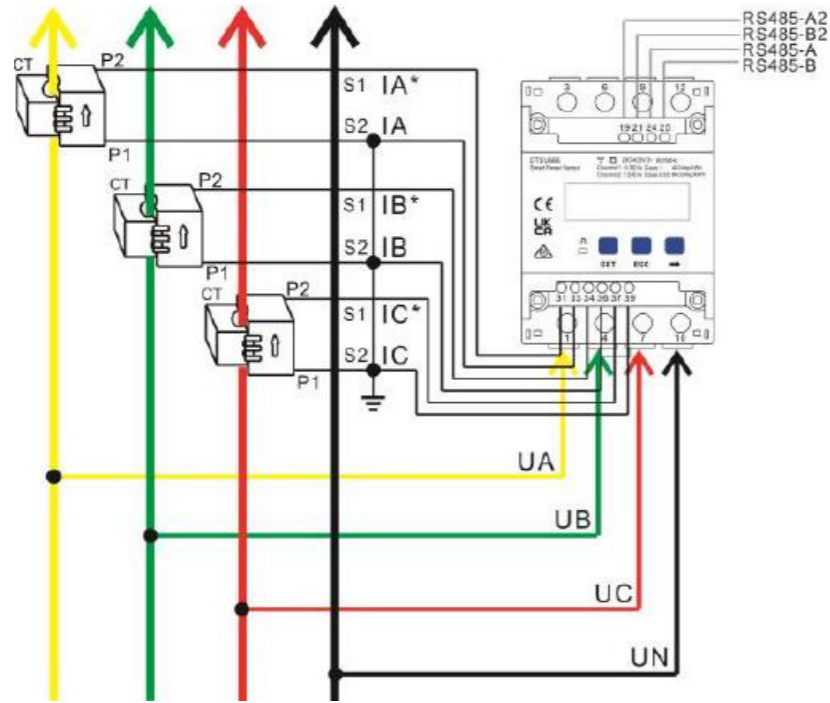 RS485-A2
RS485-B2
RS485-A
RS485-B
CT
P2
S1 IA*
3 6 9 12
19 21 24 25
S2 IA
P1
CT
P2
S1 IB*
CE
UK
CA
SET ESC
S2 IB
P1
CT
P2
S1 IC*
31 33 34 36 37 39
1 4 7 10
S2 IC
P1
UA
UB
UC
UN